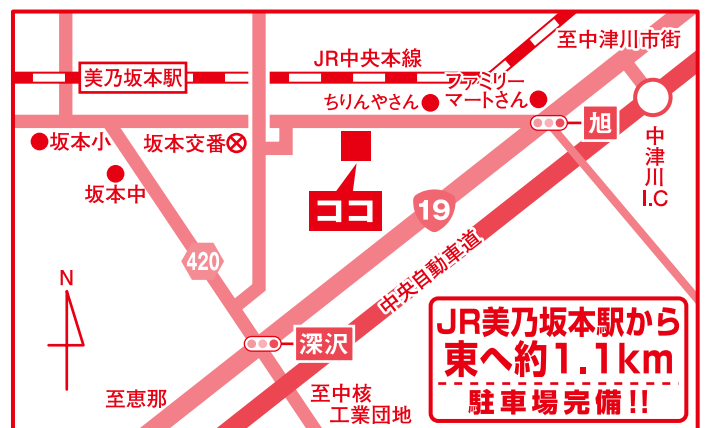 至中津川市街
JR中央本線
美乃坂本駅
ファミリー
マートさん
ちりんやさん
旭
坂本小
坂本交番
中津川I.C
坂本中
ココ
19
420
中央自動車道
N
JR美乃坂本駅から
東へ約1.1km
駐車場完備!!
深沢
至恵那
至中核
工業団地